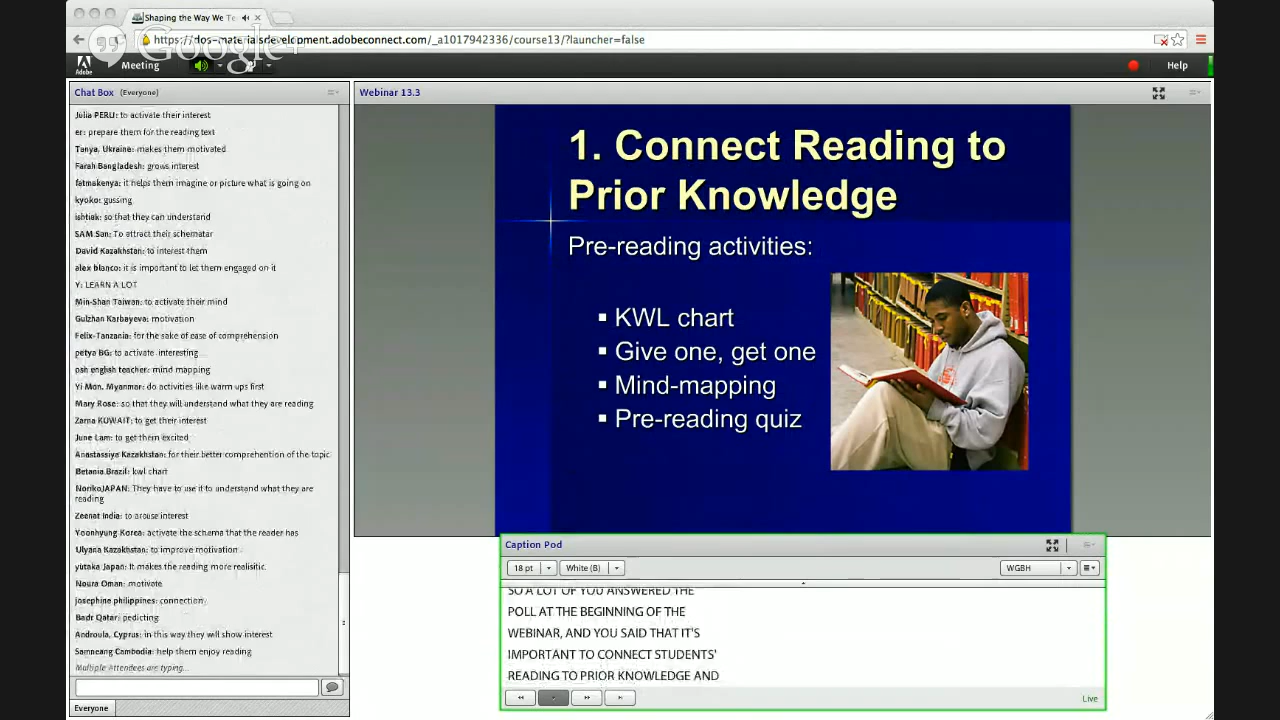 Shaping the Way We Te
Google+
https://dos-materialsdevelopment.adobeconnect.com/_a1017942336/course13/?launcher=false
Adobe
Meeting
Help
Chat Box (Everyone)
Julia PERU: to activate their interest
er: prepare them for the reading text
Tanya, Ukraine: makes them motivated
Farah Bangladesh: grows interest
fatmakenya: it helps them imagine or picture what is going on
kyoko: gussing
ishtiak: so that they can understand
SAM San: To attract their schematar
David Kazakhstan: to interest them
alex blanco: it is important to let them engaged on it
Y: LEARN A LOT
Min-Shan Taiwan: to activate their mind
Gulzhan Karbayeva: motivation
Felix-Tanzania: for the sake of ease of comprehension
petya BG: to activate interesting
osh english teacher: mind mapping
Yi Mon, Myanmar: do activities like warm ups first
Mary Rose: so that they will understand what they are reading
Zarna KUWAIT: to get their interest
June Lam: to get them excited
Anastassiya Kazakhstan: for their better comprehention of the topic
Betania.Brazil: kwl chart
NorikoJAPAN: They have to use it to understand what they are
reading
Zeenat India: to arouse interest
Yoonhyung Korea: activate the schema that the reader has
Ulyana Kazakhstan: to improve motivation
yutaka Japan: It makes the reading more realisitic.
Noura Oman: motivate
josephine philippines: connection
Badr Qatar: pedicting
Androula, Cyprus: in this way they will show interest
Samneang Cambodia: help them enjoy reading
Multiple Attendees are typing...
Everyone
Webinar 13.3
1. Connect Reading to
Prior Knowledge
Pre-reading activities:
▪ KWL chart
▪ Give one, get one
▪ Mind-mapping
▪ Pre-reading quiz
Caption Pod
18 pt
White (B)
WGBH
SO A LOT OF YOU ANSWERED THE
POLL AT THE BEGINNING OF THE
WEBINAR, AND YOU SAID THAT IT'S
IMPORTANT TO CONNECT STUDENTS'
READING TO PRIOR KNOWLEDGE AND
Live